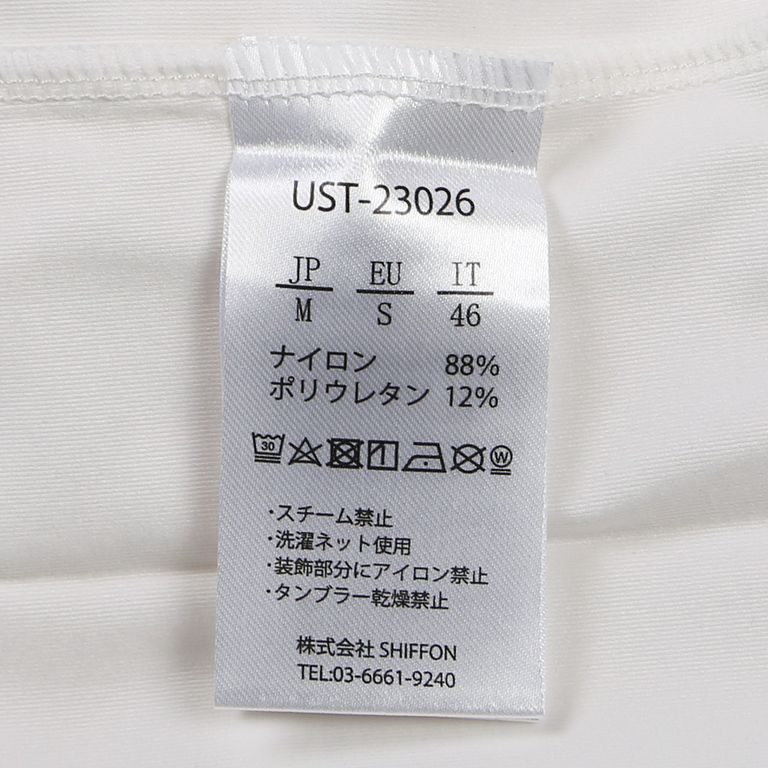 UST-23026
JP EU IT
M S 46
ナイロン 88%
ポリウレタン 12%
30 W
・スチーム禁止
・洗濯ネット使用
・装飾部分にアイロン禁止
・タンブラー乾燥禁止
株式会社 SHIFFON
TEL:03-6661-9240